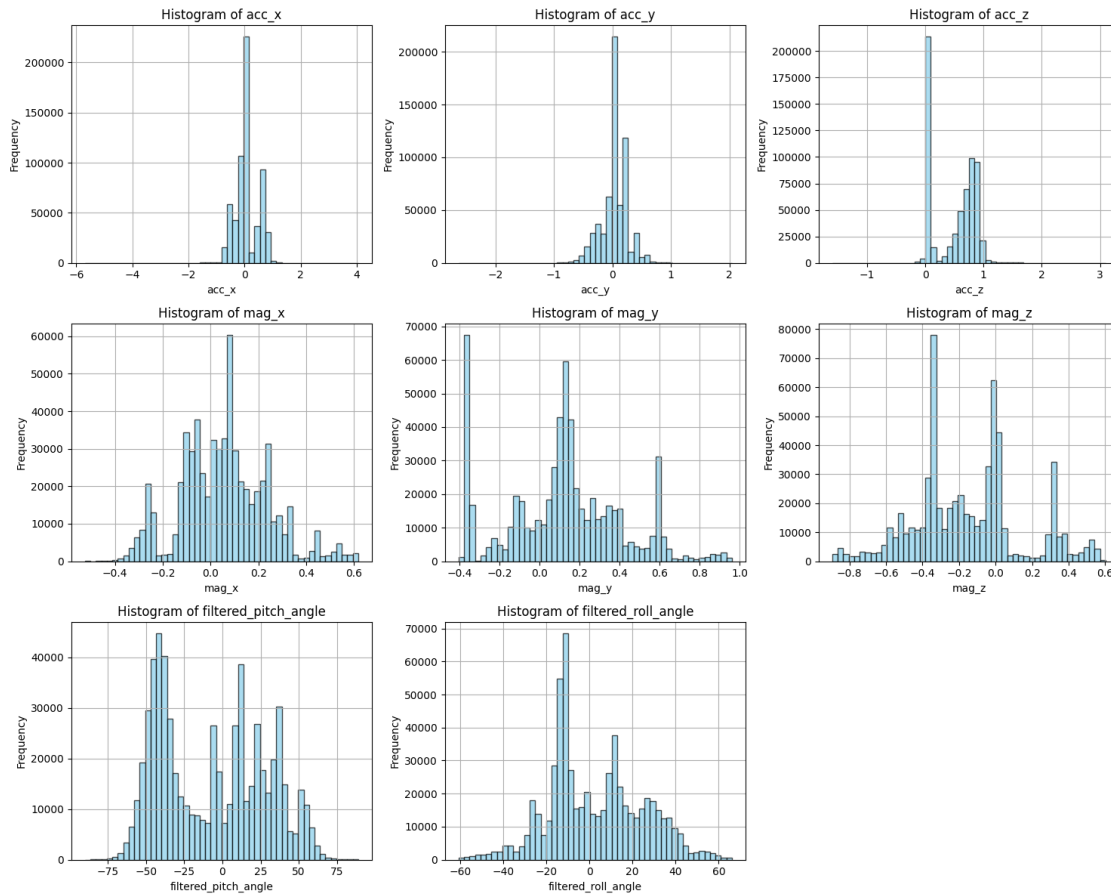 Histogram of acc_x
200000
150000
100000
50000
0
Frequency
−6 −4 −2 0 2 4
acc_x
Histogram of acc_y
200000
150000
100000
50000
0
Frequency
−2 −1 0 1 2
acc_y
Histogram of acc_z
200000
175000
150000
125000
100000
75000
50000
25000
0
Frequency
−1 0 1 2 3
acc_z
Histogram of mag_x
60000
50000
40000
30000
20000
10000
0
Frequency
−0.4 −0.2 0.0 0.2 0.4 0.6
mag_x
Histogram of mag_y
70000
60000
50000
40000
30000
20000
10000
0
Frequency
−0.4 −0.2 0.0 0.2 0.4 0.6 0.8 1.0
mag_y
Histogram of mag_z
80000
70000
60000
50000
40000
30000
20000
10000
0
Frequency
−0.8 −0.6 −0.4 −0.2 0.0 0.2 0.4 0.6
mag_z
Histogram of filtered_pitch_angle
40000
30000
20000
10000
0
Frequency
−75 −50 −25 0 25 50 75
filtered_pitch_angle
Histogram of filtered_roll_angle
70000
60000
50000
40000
30000
20000
10000
0
Frequency
−60 −40 −20 0 20 40 60
filtered_roll_angle